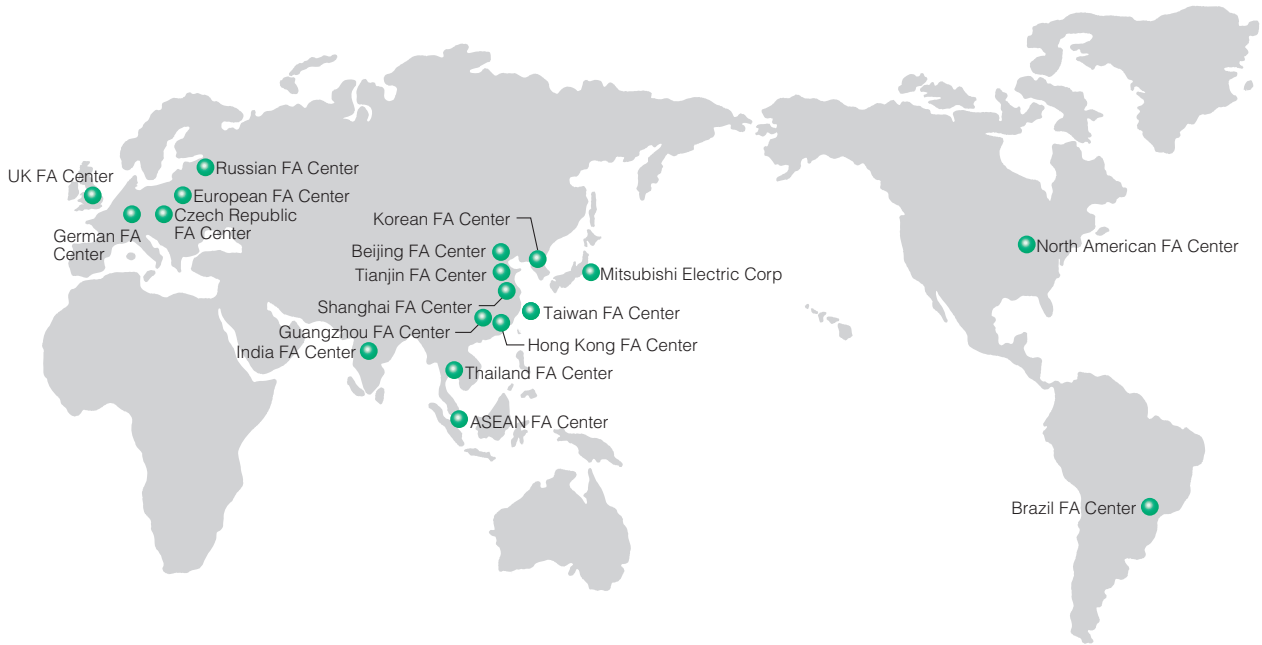 Russian FA Center
UK FA Center
European FA Center
Czech Republic
FA Center
German FA
Center
Korean FA Center
Beijing FA Center
Tianjin FA Center
Mitsubishi Electric Corp
Shanghai FA Center
Taiwan FA Center
Guangzhou FA Center
Hong Kong FA Center
India FA Center
Thailand FA Center
ASEAN FA Center
North American FA Center
Brazil FA Center